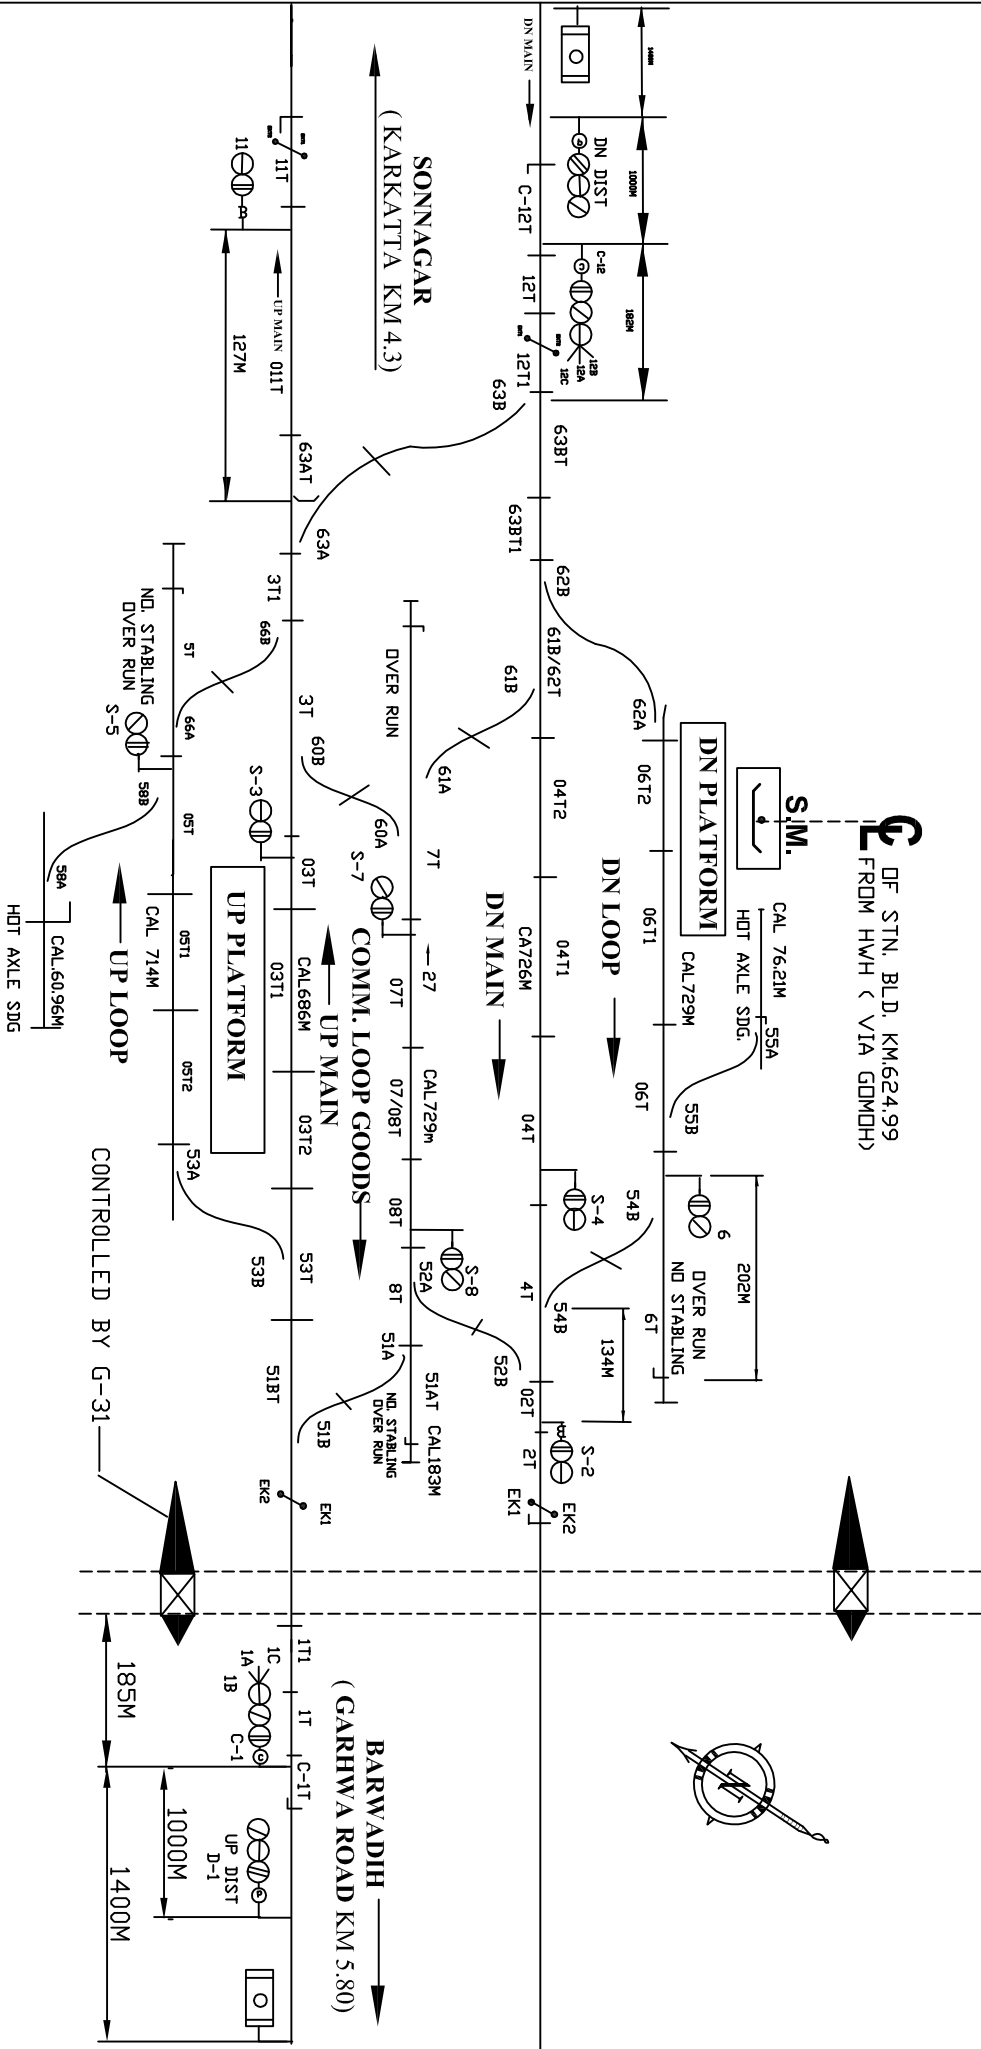 CL OF STN. BLD. KM.624.99
FROM HWH < VIA GOMOH)
S.M.
1400M
1000M
182M
DN MAIN
DN DIST
C-12T
C-12
12T
12B
12A
12C
12T1
63B
63BT
63BT1
62B
61B/62T
61B
62A
DN PLATFORM
06T2
06T1
CAL 729M
06T
CAL 76.21M
HOT AXLE SDG.
55A
55B
6
202M
OVER RUN
NO STABLING
6T
DN LOOP
04T2
04T1
DN MAIN
CA726M
04T
S-4
54B
4T
54B
134M
52B
02T
S-2
2T
EK1
EK2
SONNAGAR
( KARKATTA KM 4.3)
OVER RUN
61A
60A
7T
S-7
27
07T
CAL729m
07/08T
08T
S-8
52A
8T
COMM. LOOP GOODS
51A
51AT CAL183M
NO. STABLING
OVER RUN
11
11T
B
UP MAIN
011T
127M
63AT
63A
3T1
66B
3T
60B
S-3
03T
03T1
CAL686M
UP MAIN
03T2
UP PLATFORM
53T
53B
51BT
51B
EK2
EK1
NO. STABLING
OVER RUN
5T
66A
S-5
58B
05T
58A
CAL.60.96M
HOT AXLE SDG
UP LOOP
CAL 714M
05T1
05T2
53A
CONTROLLED BY G-31
1T1
1C
1A
1B
1T
C-1
C-1T
185M
1000M
1400M
UP DIST
D-1
BARWADIH
( GARHWA ROAD KM 5.80)
N